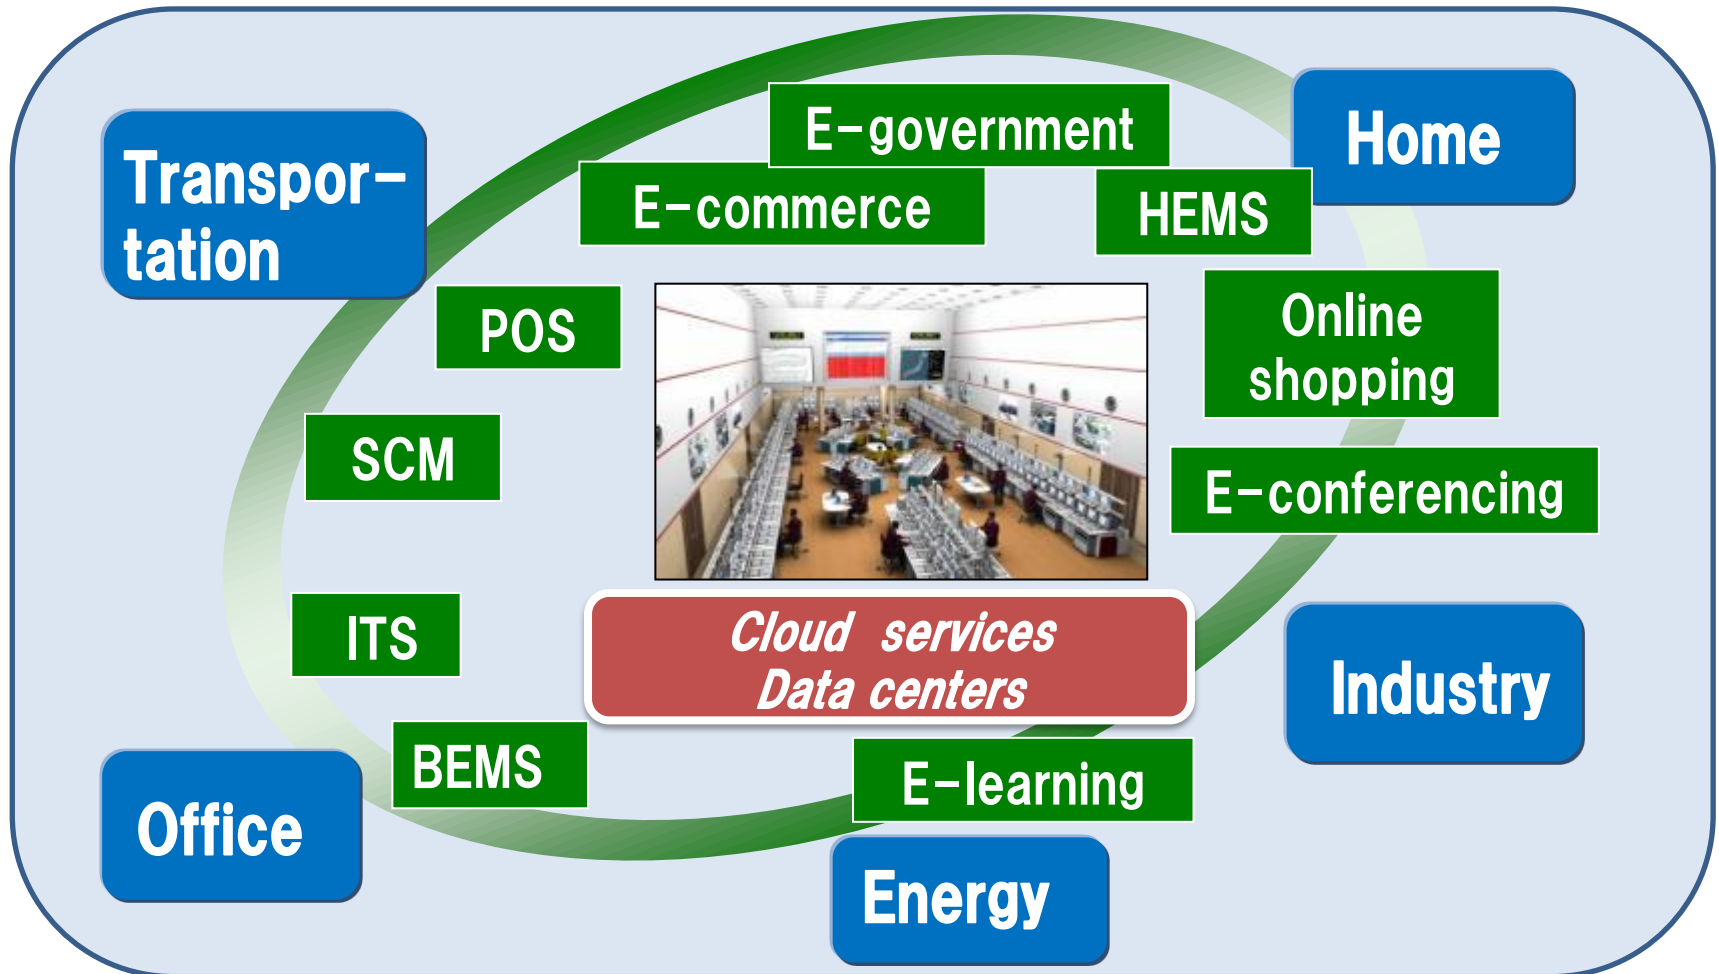 E-government
Home
Transpor-
tation
E-commerce
HEMS
Online
shopping
POS
SCM
E-conferencing
ITS
Cloud services
Data centers
Industry
BEMS
E-learning
Office
Energy